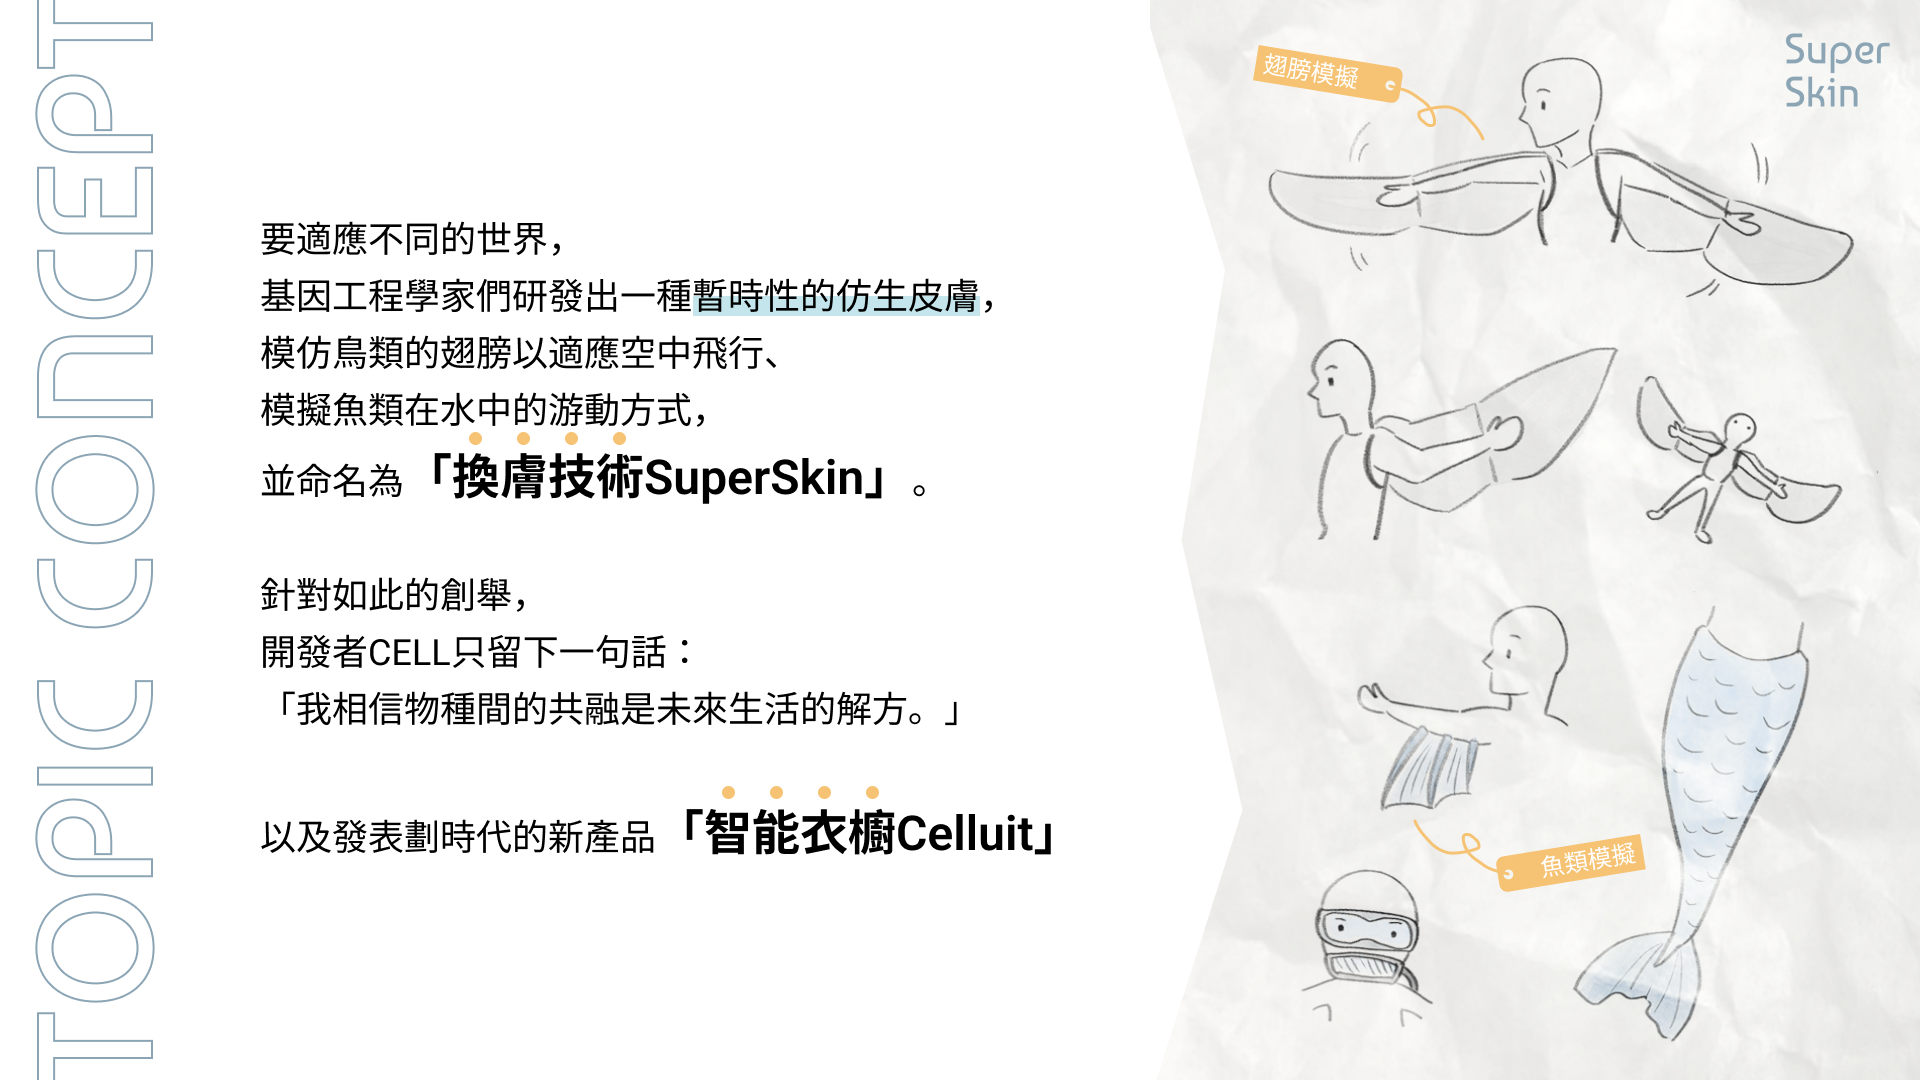 TOPIC CONCEPT
要適應不同的世界，
基因工程學家們研發出一種暫時性的仿生皮膚，
模仿鳥類的翅膀以適應空中飛行、
模擬魚類在水中的游動方式，
並命名為「換膚技術SuperSkin」。
針對如此的創舉，
開發者CELL只留下一句話：
「我相信物種間的共融是未來生活的解方。」
以及發表劃時代的新產品「智能衣櫥Celluit」
翅膀模擬
Super
Skin
魚類模擬